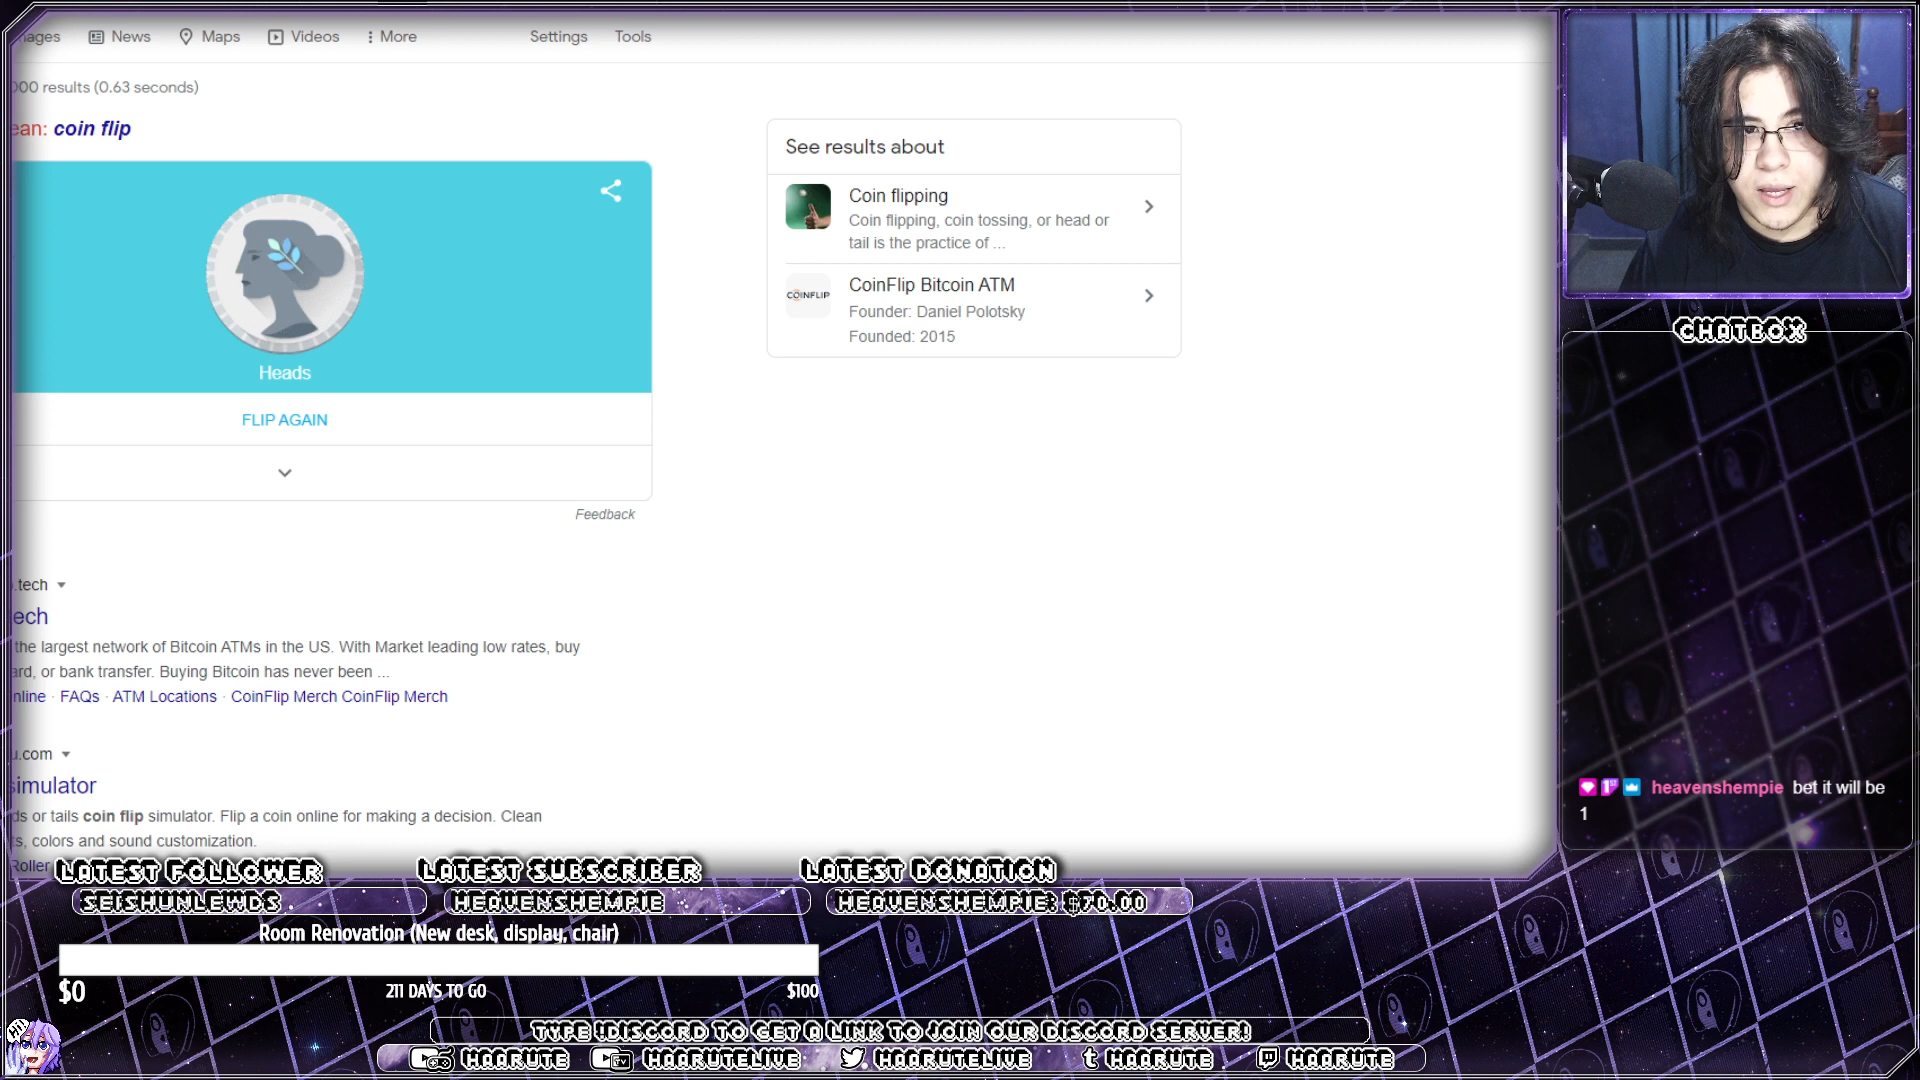 ages News Maps Videos More Settings Tools
000 results (0.63 seconds)
ean: coin flip
Heads
FLIP AGAIN
Feedback
See results about
Coin flipping
Coin flipping, coin tossing, or head or
tail is the practice of ...
COINFLIP
CoinFlip Bitcoin ATM
Founder: Daniel Polotsky
Founded: 2015
.tech
ech
the largest network of Bitcoin ATMs in the US. With Market leading low rates, buy
ard, or bank transfer. Buying Bitcoin has never been ...
nline · FAQs · ATM Locations · CoinFlip Merch CoinFlip Merch
u.com
simulator
ds or tails coin flip simulator. Flip a coin online for making a decision. Clean
ts, colors and sound customization.
Roller
CHATBOX
heavenshempie bet it will be
1
LATEST FOLLOWER LATEST SUBSCRIBER LATEST DONATION
SEISHUNLEWDS HEAVENSHEMPIE HEAVENSHEMPIE: $70.00
Room Renovation (New desk, display, chair)
$0 211 DAYS TO GO $100
TYPE !DISCORD TO GET A LINK TO JOIN OUR DISCORD SERVER!
HAARUTE HAARUTELIVE HAARUTELIVE HAARUTE HAARUTE